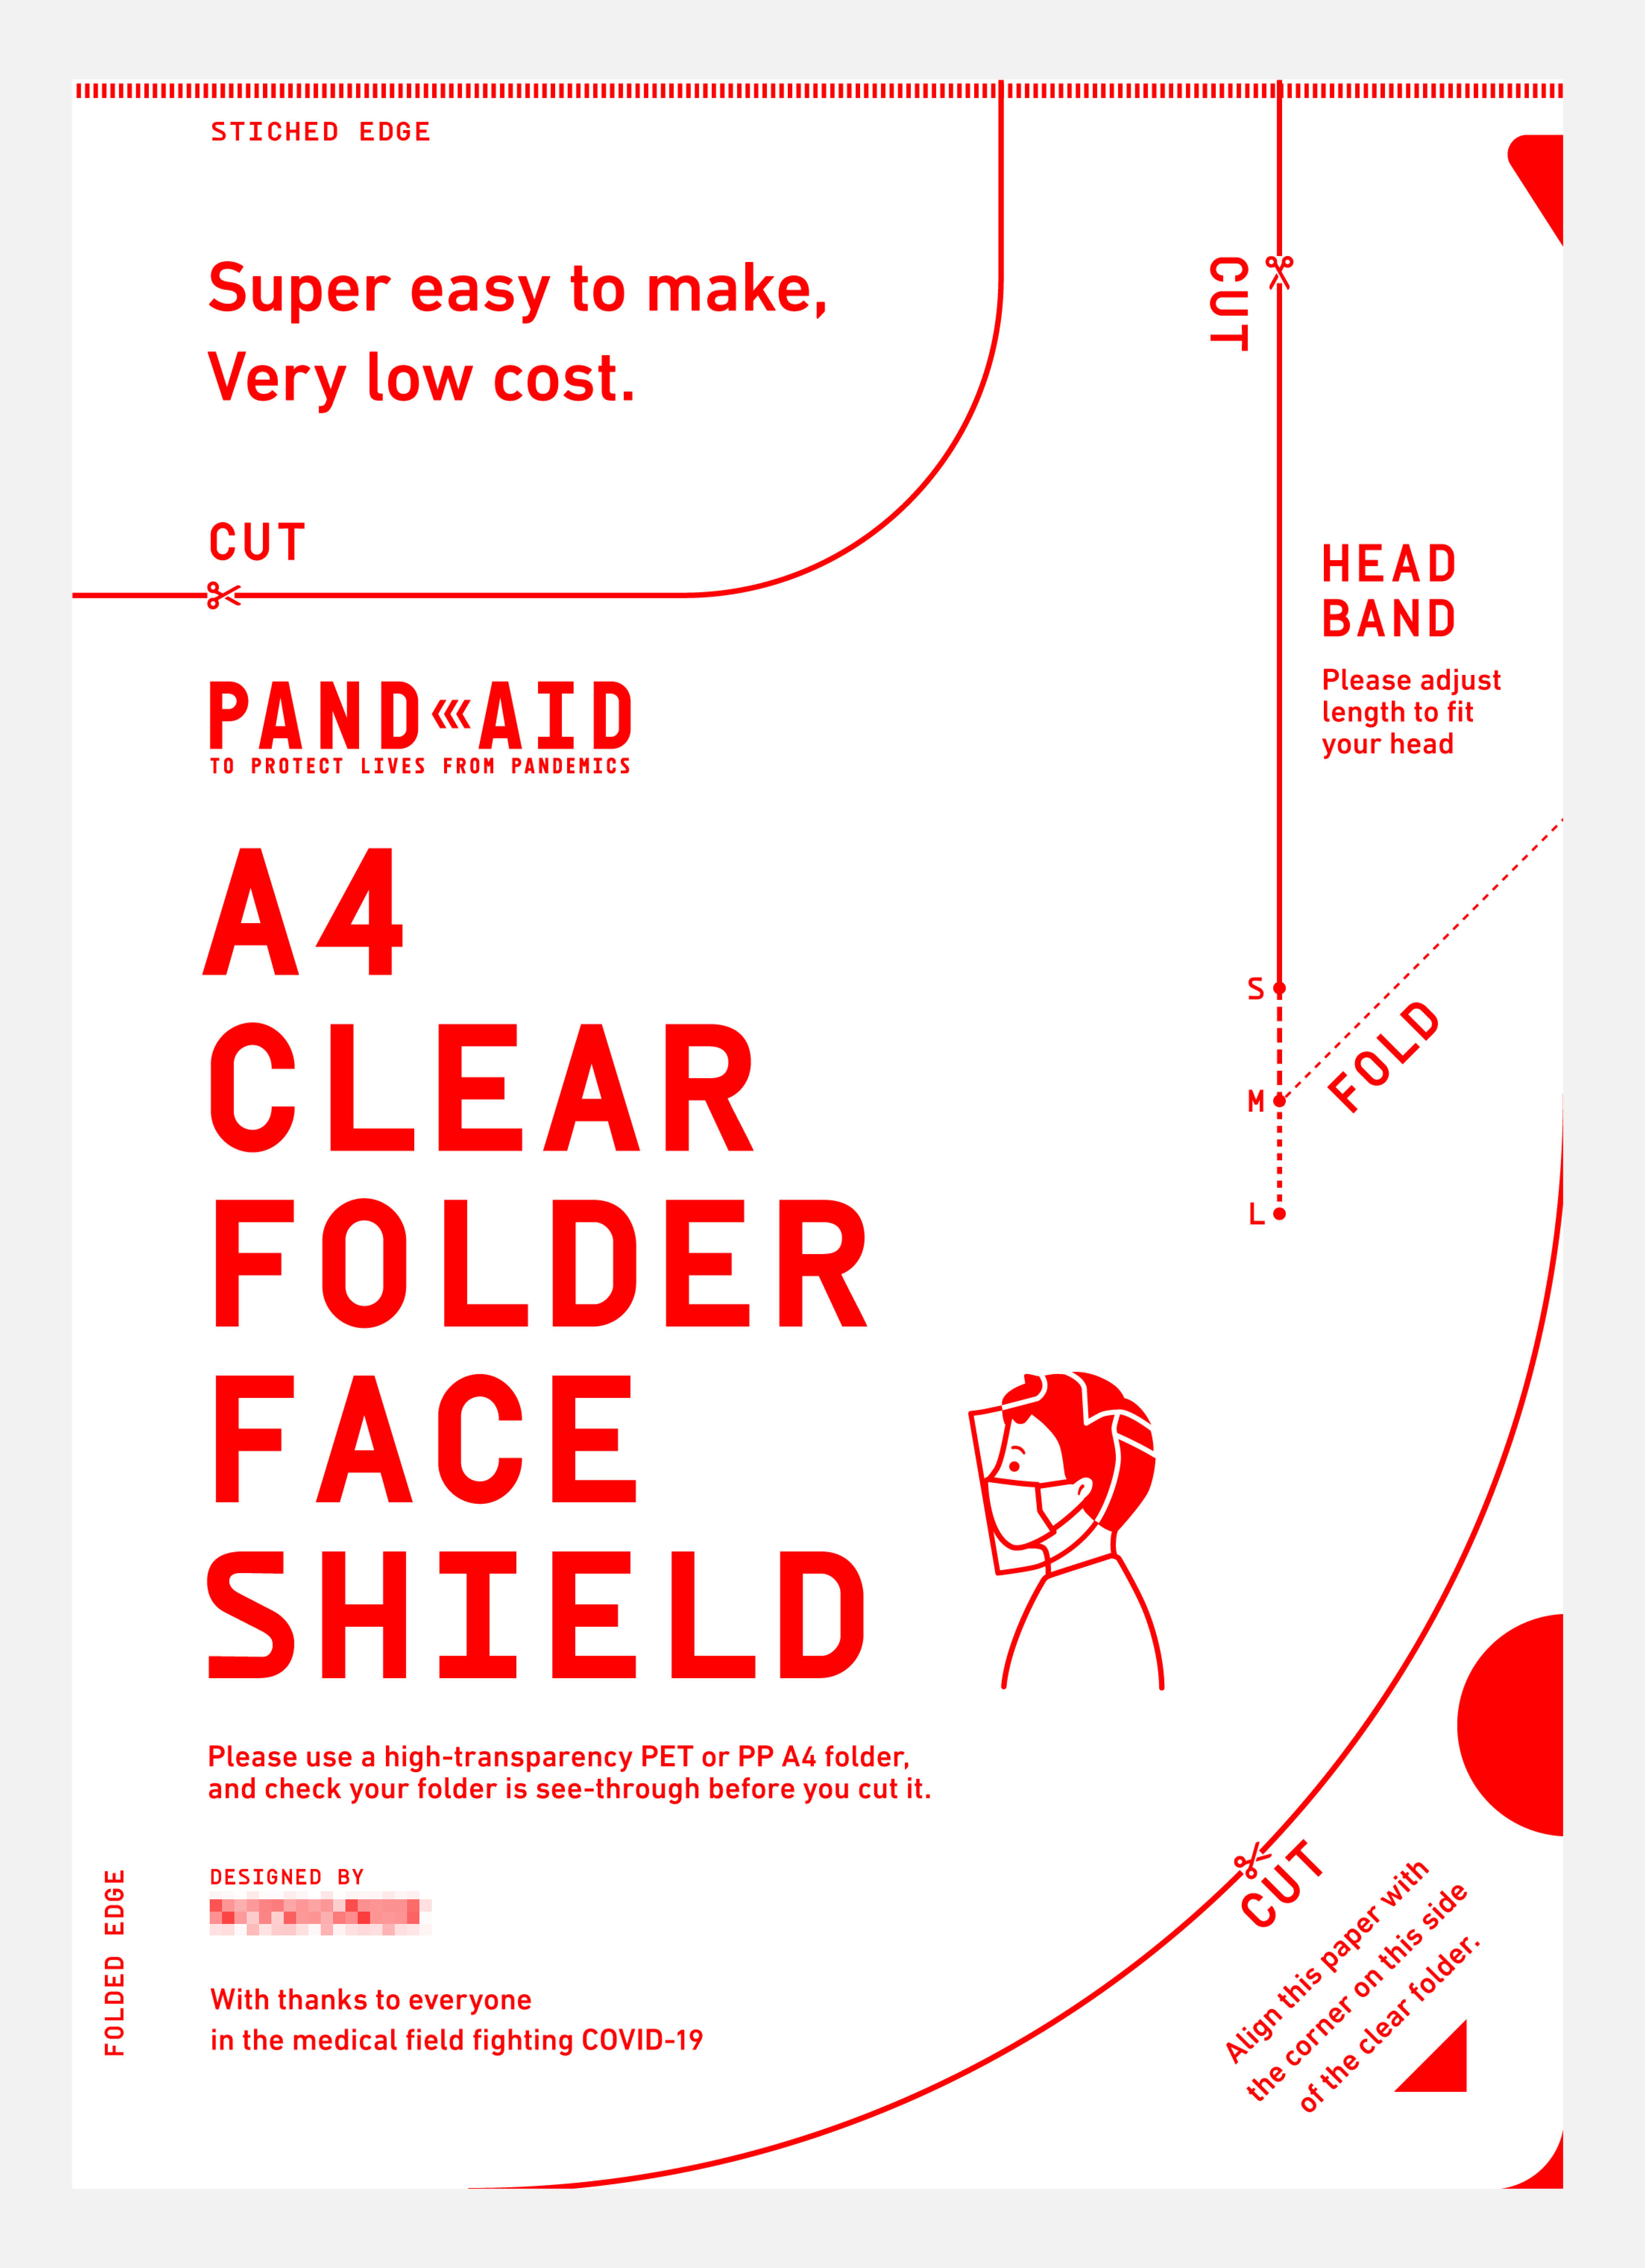 STICHED EDGE
Super easy to make,
Very low cost.
CUT
CUT
HEAD
BAND
Please adjust
length to fit
your head
PAND AID
TO PROTECT LIVES FROM PANDEMICS
A4
CLEAR
FOLDER
FACE
SHIELD
S
M
L
FOLD
Please use a high-transparency PET or PP A4 folder,
and check your folder is see-through before you cut it.
DESIGNED BY
With thanks to everyone
in the medical field fighting COVID-19
FOLDED EDGE
CUT
Align this paper with
the corner on this side
of the clear folder.